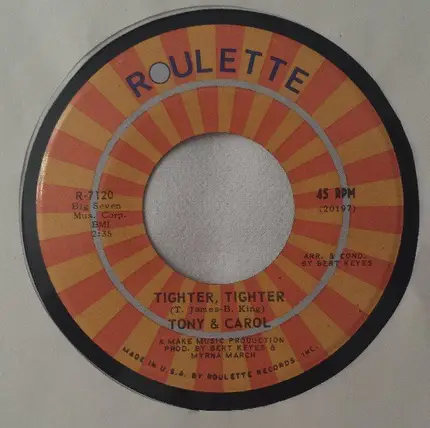 ROULETTE
R-7120
Big Seven
Mus. Corp.
BMI
2:35
45 RPM
(20197)
ARR. & COND.
BY BERT KEYES
TIGHTER, TIGHTER
(T. James-B. King)
TONY & CAROL
A MAKE MUSIC PRODUCTION
PROD. BY BERT KEYES &
MYRNA MARCH
MADE IN U.S.A. BY ROULETTE RECORDS, INC.